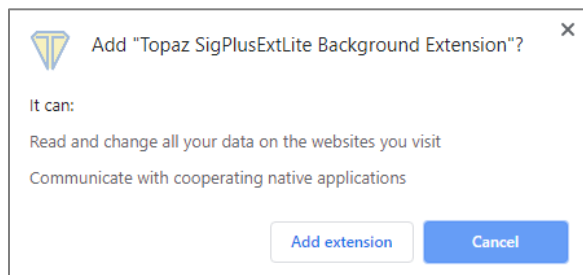 Add "Topaz SigPlusExtLite Background Extension"?
It can:
Read and change all your data on the websites you visit
Communicate with cooperating native applications
Add extension
Cancel